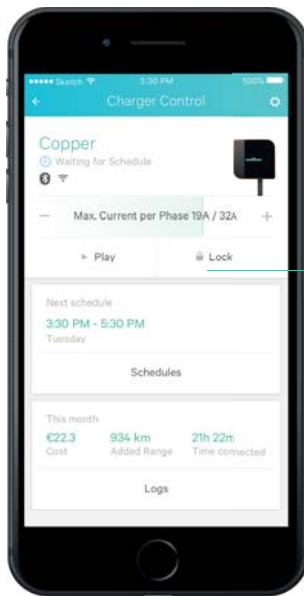 Sketch 3:30 PM 100%
Charger Control
Copper
Waiting for Schedule
Max. Current per Phase 19A / 32A
Play Lock
Next schedule
3:30 PM - 5:30 PM
Tuesday
Schedules
This month
€22.3 934 km 21h 22m
Cost Added Range Time connected
Logs